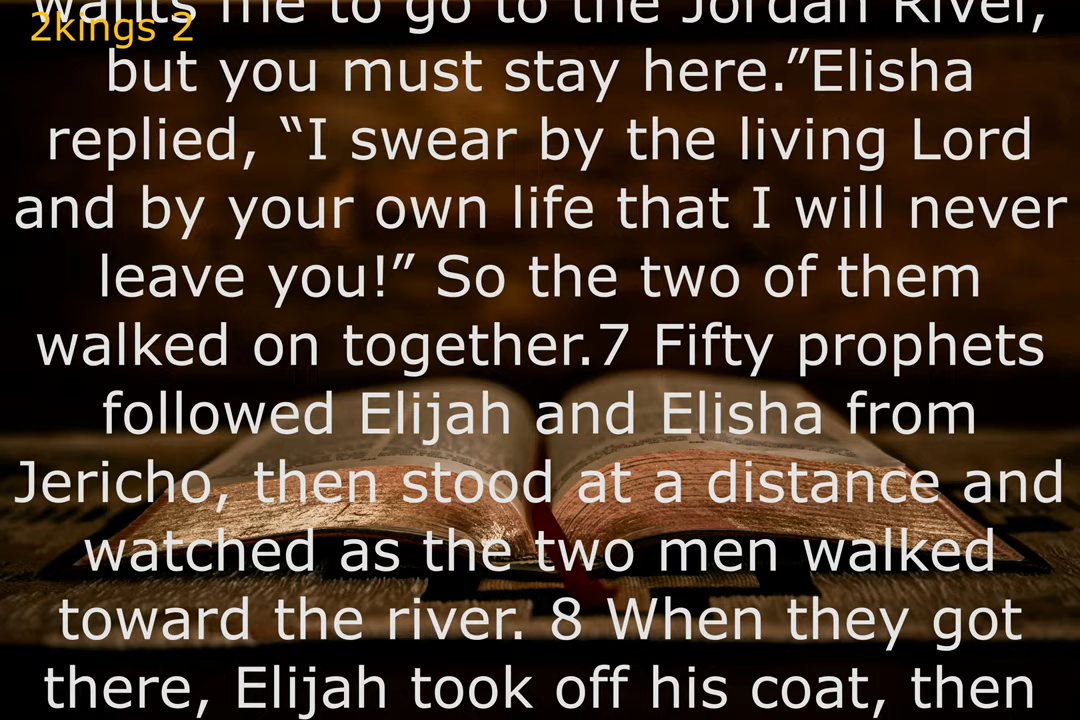 wants me to go to the Jordan River,
2kings 2
but you must stay here.”Elisha
replied, “I swear by the living Lord
and by your own life that I will never
leave you!” So the two of them
walked on together.7 Fifty prophets
followed Elijah and Elisha from
Jericho, then stood at a distance and
watched as the two men walked
toward the river. 8 When they got
there, Elijah took off his coat, then